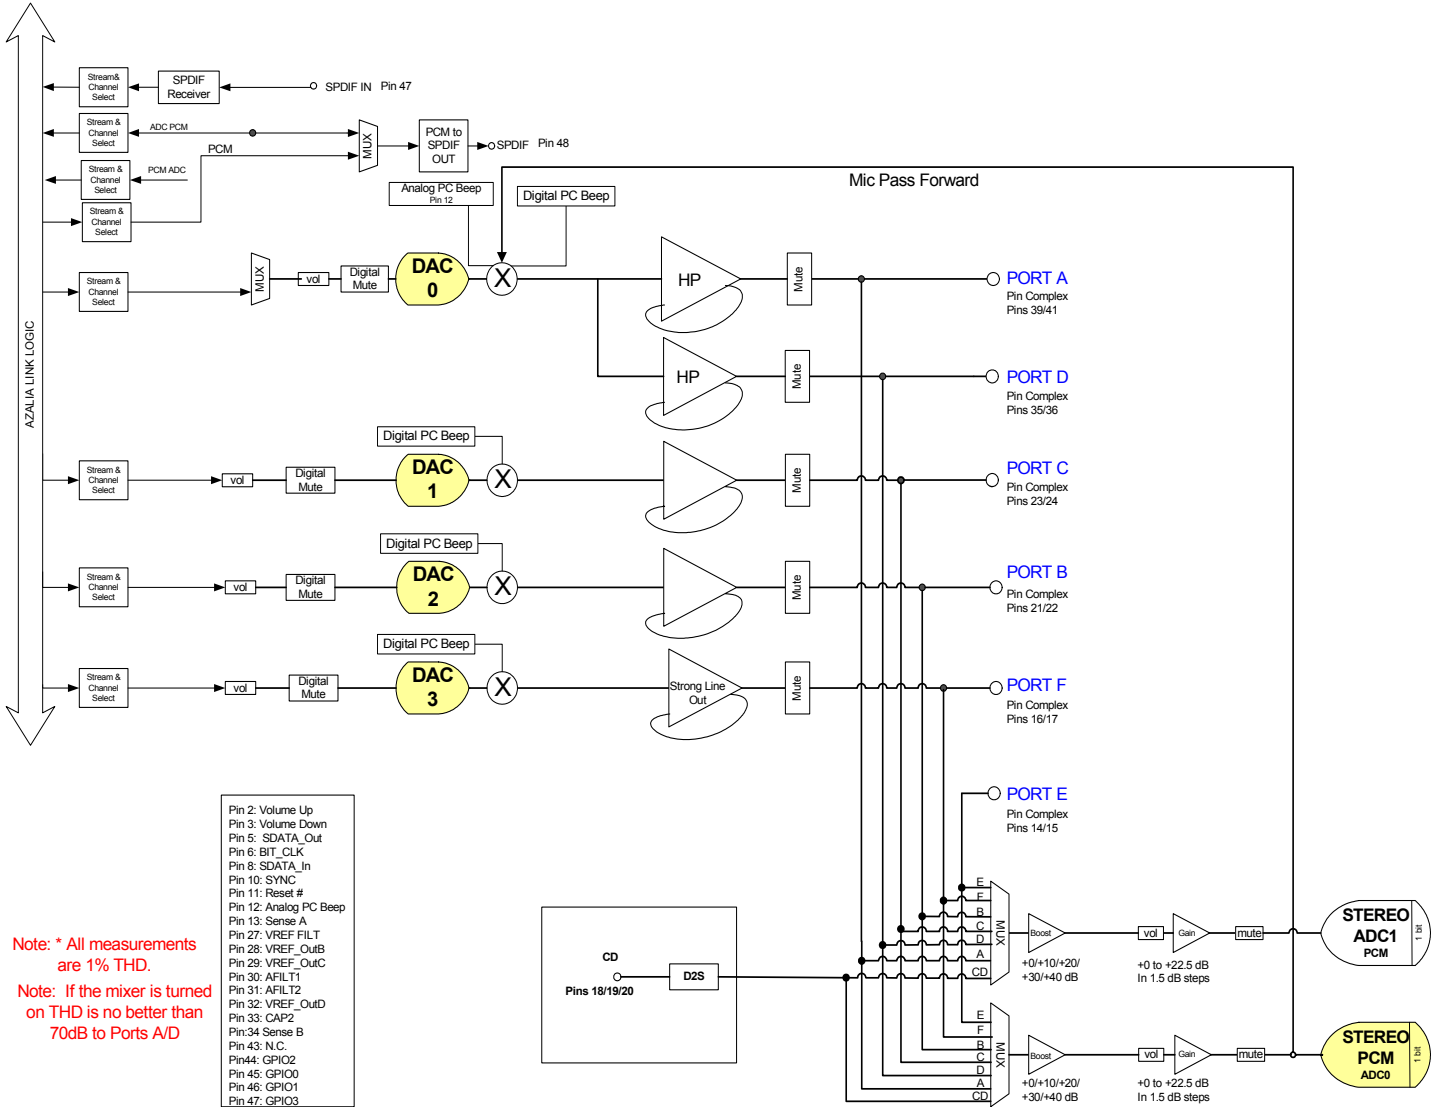 AZALIA LINK LOGIC
Stream&
Channel
Select
SPDIF
Receiver
SPDIF IN Pin 47
Stream &
Channel
Select
ADC PCM
MUX
PCM to
SPDIF
OUT
SPDIF Pin 48
PCM
Stream &
Channel
Select
PCM ADC
Stream &
Channel
Select
Analog PC Beep
Pin 12
Digital PC Beep
Mic Pass Forward
Stream &
Channel
Select
MUX
vol
Digital
Mute
DAC
0
X
HP
Mute
PORT A
Pin Complex
Pins 39/41
HP
Mute
PORT D
Pin Complex
Pins 35/36
Digital PC Beep
Stream &
Channel
Select
vol
Digital
Mute
DAC
1
X
Mute
PORT C
Pin Complex
Pins 23/24
Digital PC Beep
Stream &
Channel
Select
vol
Digital
Mute
DAC
2
X
Mute
PORT B
Pin Complex
Pins 21/22
Digital PC Beep
Stream &
Channel
Select
vol
Digital
Mute
DAC
3
X
Strong Line
Out
Mute
PORT F
Pin Complex
Pins 16/17
PORT E
Pin Complex
Pins 14/15
Pin 2: Volume Up
Pin 3: Volume Down
Pin 5: SDATA_Out
Pin 6: BIT_CLK
Pin 8: SDATA_In
Pin 10: SYNC
Pin 11: Reset #
Pin 12: Analog PC Beep
Pin 13: Sense A
Pin 27: VREF FILT
Pin 28: VREF_OutB
Pin 29: VREF_OutC
Pin 30: AFILT1
Pin 31: AFILT2
Pin 32: VREF_OutD
Pin 33: CAP2
Pin:34 Sense B
Pin 43: N.C.
Pin44: GPIO2
Pin 45: GPIO0
Pin 46: GPIO1
Pin 47: GPIO3
Note: * All measurements
are 1% THD.
Note: If the mixer is turned
on THD is no better than
70dB to Ports A/D
CD
Pins 18/19/20
D2S
E
F
B
C
D
A
CD
MUX
Boost
+0/+10/+20/
+30/+40 dB
vol
Gain
+0 to +22.5 dB
In 1.5 dB steps
mute
STEREO
ADC1
PCM
1 bit
E
F
B
C
D
A
CD
MUX
Boost
+0/+10/+20/
+30/+40 dB
vol
Gain
+0 to +22.5 dB
In 1.5 dB steps
mute
STEREO
PCM
ADC0
1 bit